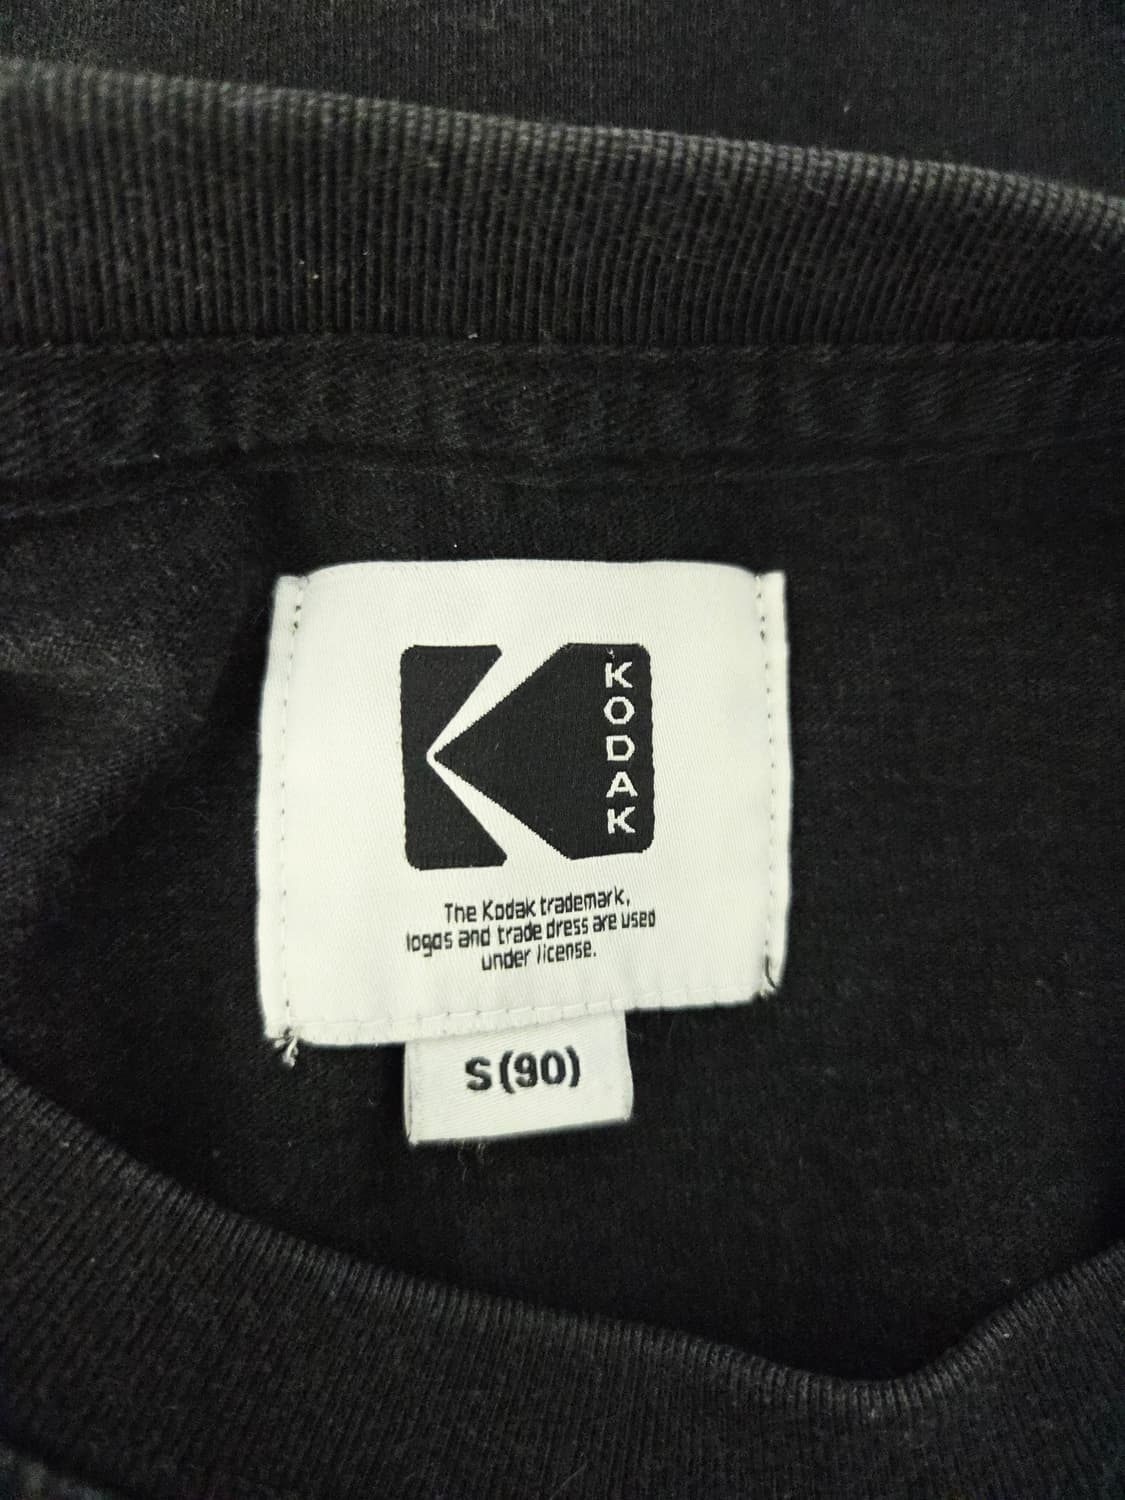 KODAK
The Kodak trademark,
logos and trade dress are used
under license.
S(90)